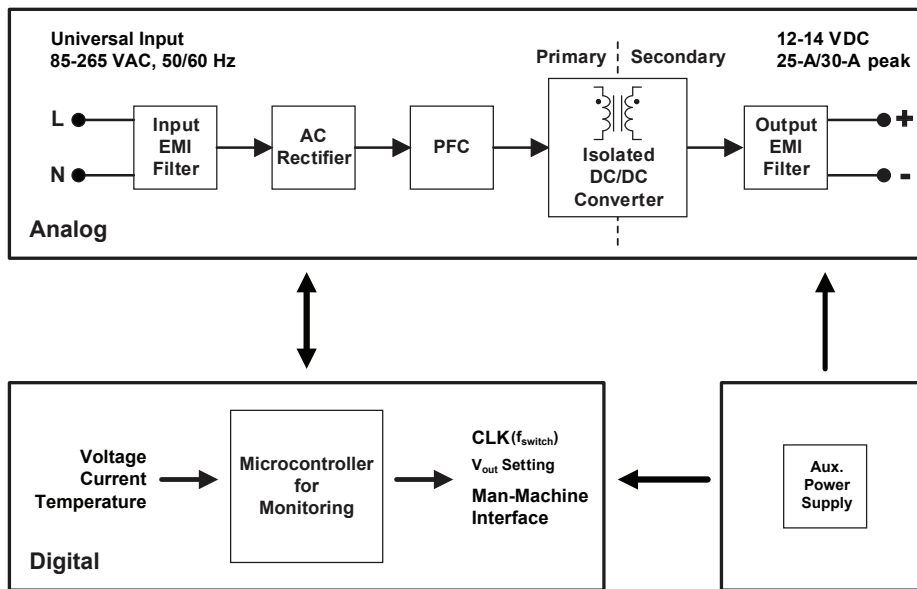 Universal Input
85-265 VAC, 50/60 Hz
12-14 VDC
25-A/30-A peak
Primary
Secondary
L
N
Input
EMI
Filter
AC
Rectifier
PFC
Isolated
DC/DC
Converter
Output
EMI
Filter
+
-
Analog
Voltage
Current
Temperature
Microcontroller
for
Monitoring
CLK(fswitch)
Vout Setting
Man-Machine
Interface
Digital
Aux.
Power
Supply